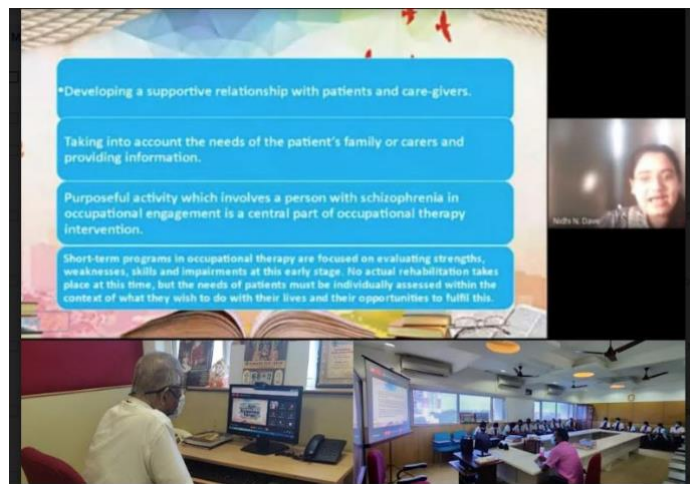 •Developing a supportive relationship with patients and care-givers.
Taking into account the needs of the patient's family or carers and
providing information.
Purposeful activity which involves a person with schizophrenia in
occupational engagement is a central part of occupational therapy
intervention.
Short-term programs in occupational therapy are focused on evaluating strengths,
weaknesses, skills and impairments at this early stage. No actual rehabilitation takes
place at this time, but the needs of patients must be individually assessed within the
context of what they wish to do with their lives and their opportunities to fulfil this.
Nidhi N. Dave